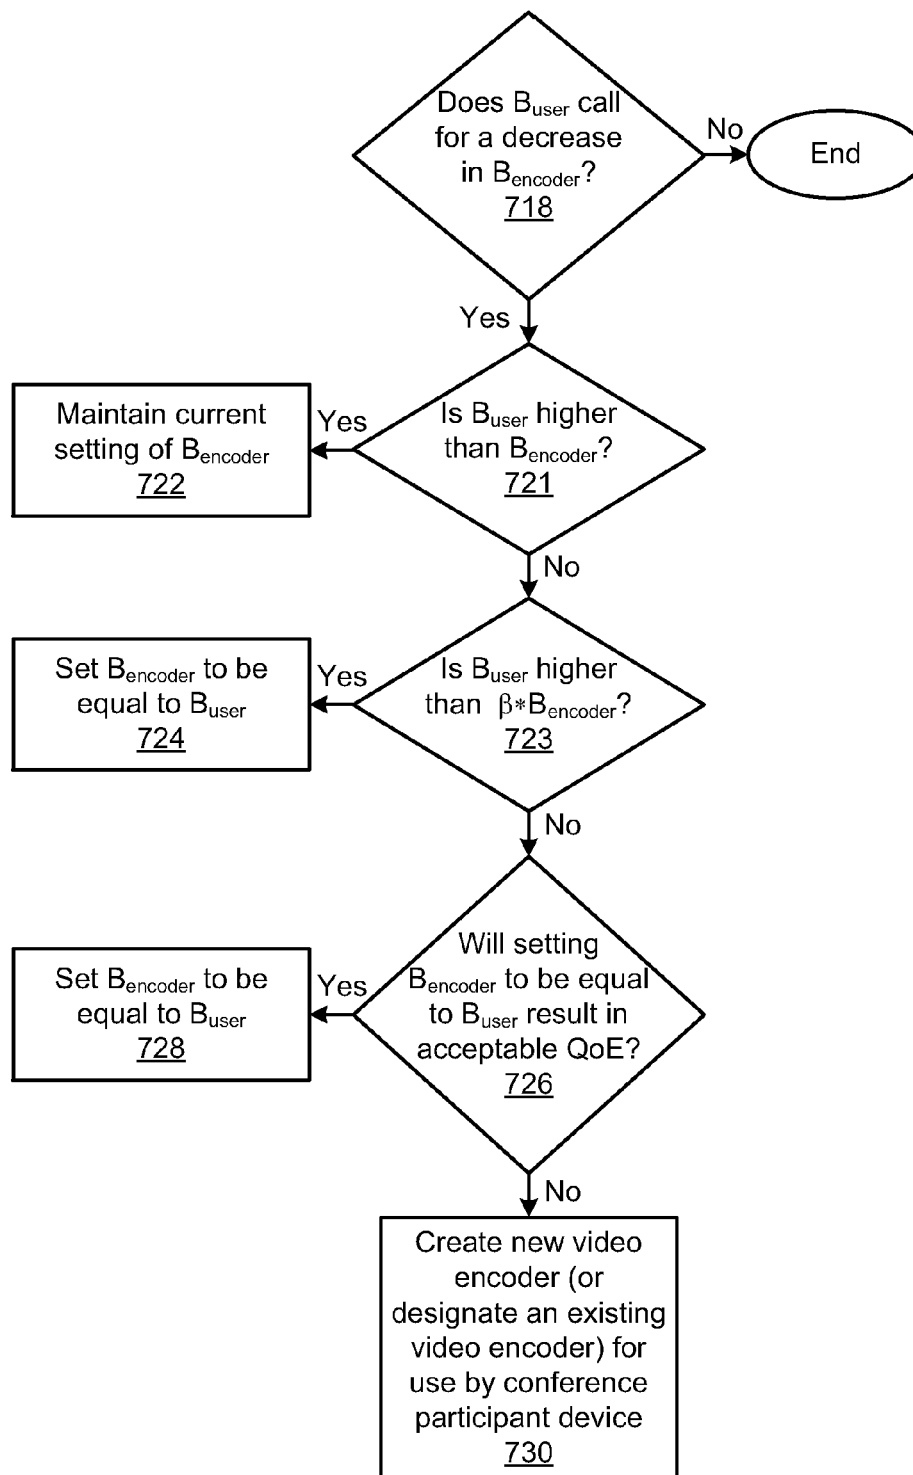 Does Buser call
for a decrease
in Bencoder?
718
No
End
Yes
Is Buser higher
than Bencoder?
721
Yes
Maintain current
setting of Bencoder
722
No
Is Buser higher
than β*Bencoder?
723
Yes
Set Bencoder to be
equal to Buser
724
No
Will setting
Bencoder to be equal
to Buser result in
acceptable QoE?
726
Yes
Set Bencoder to be
equal to Buser
728
No
Create new video
encoder (or
designate an existing
video encoder) for
use by conference
participant device
730